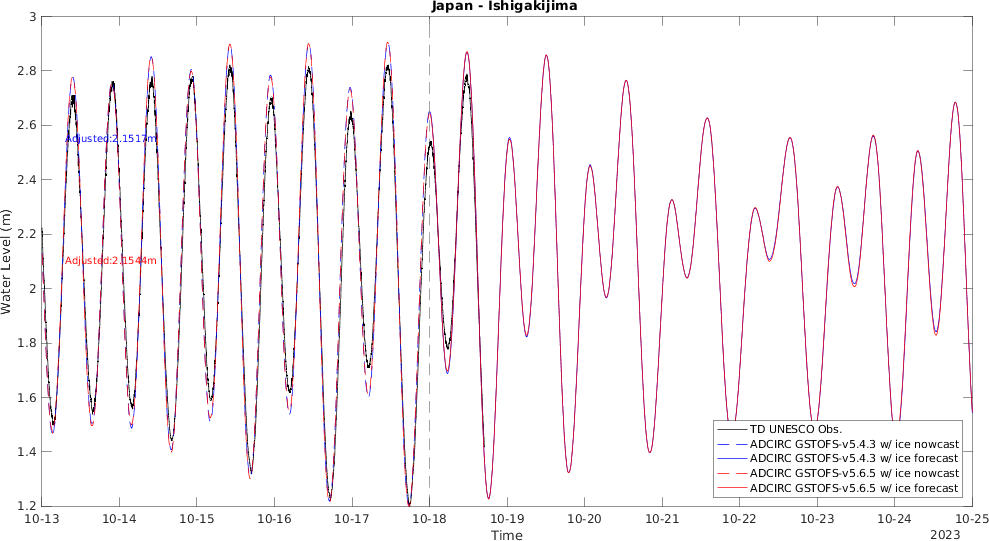 Japan - Ishigakijima
3
2.8
2.6
2.4
2.2
2
1.8
1.6
1.4
1.2
Water Level (m)
Adjusted:2.1517m
Adjusted:2.1544m
TD UNESCO Obs.
ADCIRC GSTOFS-v5.4.3 w/ ice nowcast
ADCIRC GSTOFS-v5.4.3 w/ ice forecast
ADCIRC GSTOFS-v5.6.5 w/ ice nowcast
ADCIRC GSTOFS-v5.6.5 w/ ice forecast
10-13 10-14 10-15 10-16 10-17 10-18 10-19 10-20 10-21 10-22 10-23 10-24 10-25
Time
2023